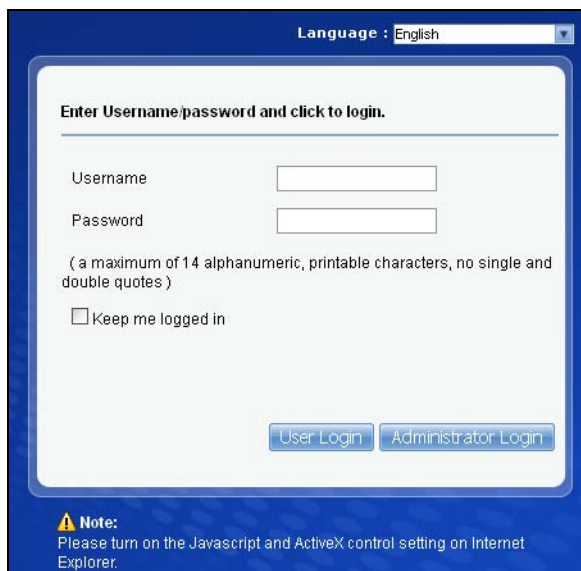 Language : English
Enter Username/password and click to login.
Username
Password
( a maximum of 14 alphanumeric, printable characters, no single and
double quotes )
Keep me logged in
User Login Administrator Login
Note:
Please turn on the Javascript and ActiveX control setting on Internet
Explorer.